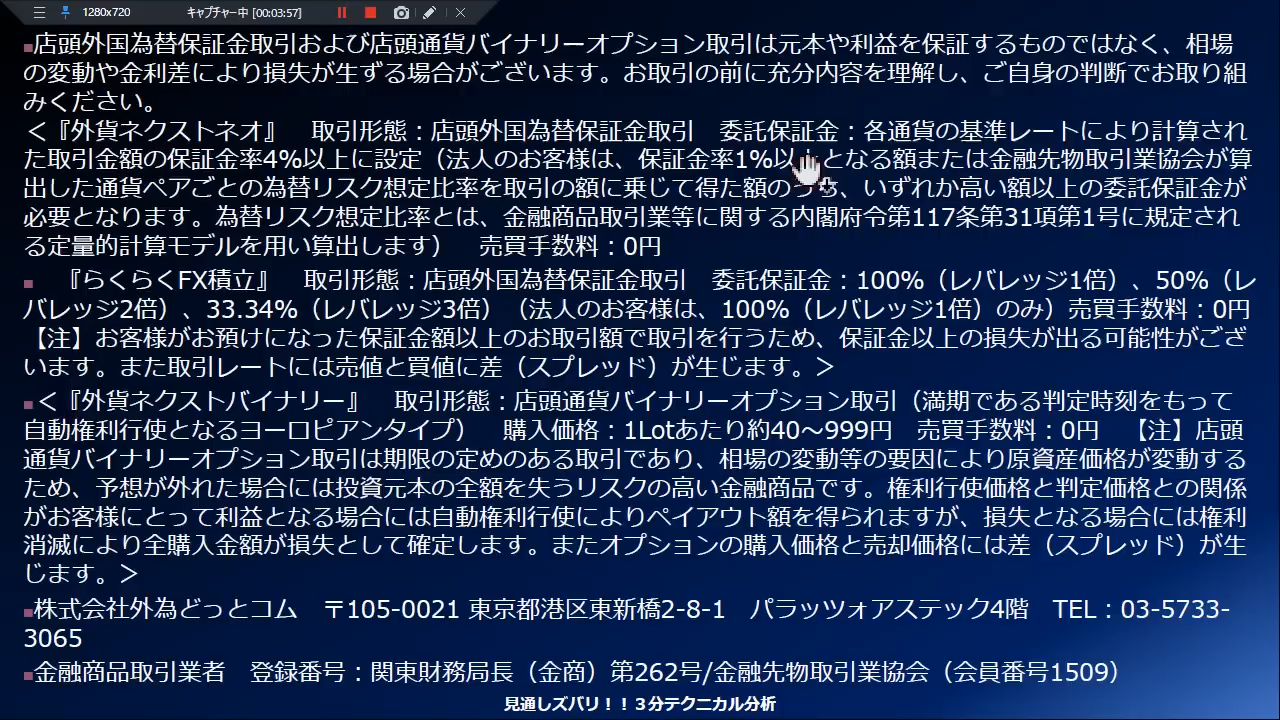 1280x720 キャプチャー中 [00:03:57]
店頭外国為替保証金取引および店頭通貨バイナリーオプション取引は元本や利益を保証するものではなく、相場
の変動や金利差により損失が生ずる場合がございます。お取引の前に充分内容を理解し、ご自身の判断でお取り組
みください。
＜『外貨ネクストネオ』　取引形態：店頭外国為替保証金取引　委託保証金：各通貨の基準レートにより計算され
た取引金額の保証金率4%以上に設定（法人のお客様は、保証金率1%以上となる額または金融先物取引業協会が算
出した通貨ペアごとの為替リスク想定比率を取引の額に乗じて得た額のうち、いずれか高い額以上の委託保証金が
必要となります。為替リスク想定比率とは、金融商品取引業等に関する内閣府令第117条第31項第1号に規定され
る定量的計算モデルを用い算出します）　売買手数料：0円
『らくらくFX積立』　取引形態：店頭外国為替保証金取引　委託保証金：100%（レバレッジ1倍）、50%（レ
バレッジ2倍）、33.34%（レバレッジ3倍）（法人のお客様は、100%（レバレッジ1倍）のみ）売買手数料：0円
【注】お客様がお預けになった保証金額以上のお取引額で取引を行うため、保証金以上の損失が出る可能性がござ
います。また取引レートには売値と買値に差（スプレッド）が生じます。＞
＜『外貨ネクストバイナリー』　取引形態：店頭通貨バイナリーオプション取引（満期である判定時刻をもって
自動権利行使となるヨーロピアンタイプ）　購入価格：1Lotあたり約40～999円　売買手数料：0円　【注】店頭
通貨バイナリーオプション取引は期限の定めのある取引であり、相場の変動等の要因により原資産価格が変動する
ため、予想が外れた場合には投資元本の全額を失うリスクの高い金融商品です。権利行使価格と判定価格との関係
がお客様にとって利益となる場合には自動権利行使によりペイアウト額を得られますが、損失となる場合には権利
消滅により全購入金額が損失として確定します。またオプションの購入価格と売却価格には差（スプレッド）が生
じます。＞
株式会社外為どっとコム　〒105-0021 東京都港区東新橋2-8-1　パラッツォアステック4階　TEL：03-5733-
3065
金融商品取引業者　登録番号：関東財務局長（金商）第262号/金融先物取引業協会（会員番号1509）
見通しズバリ！！３分テクニカル分析